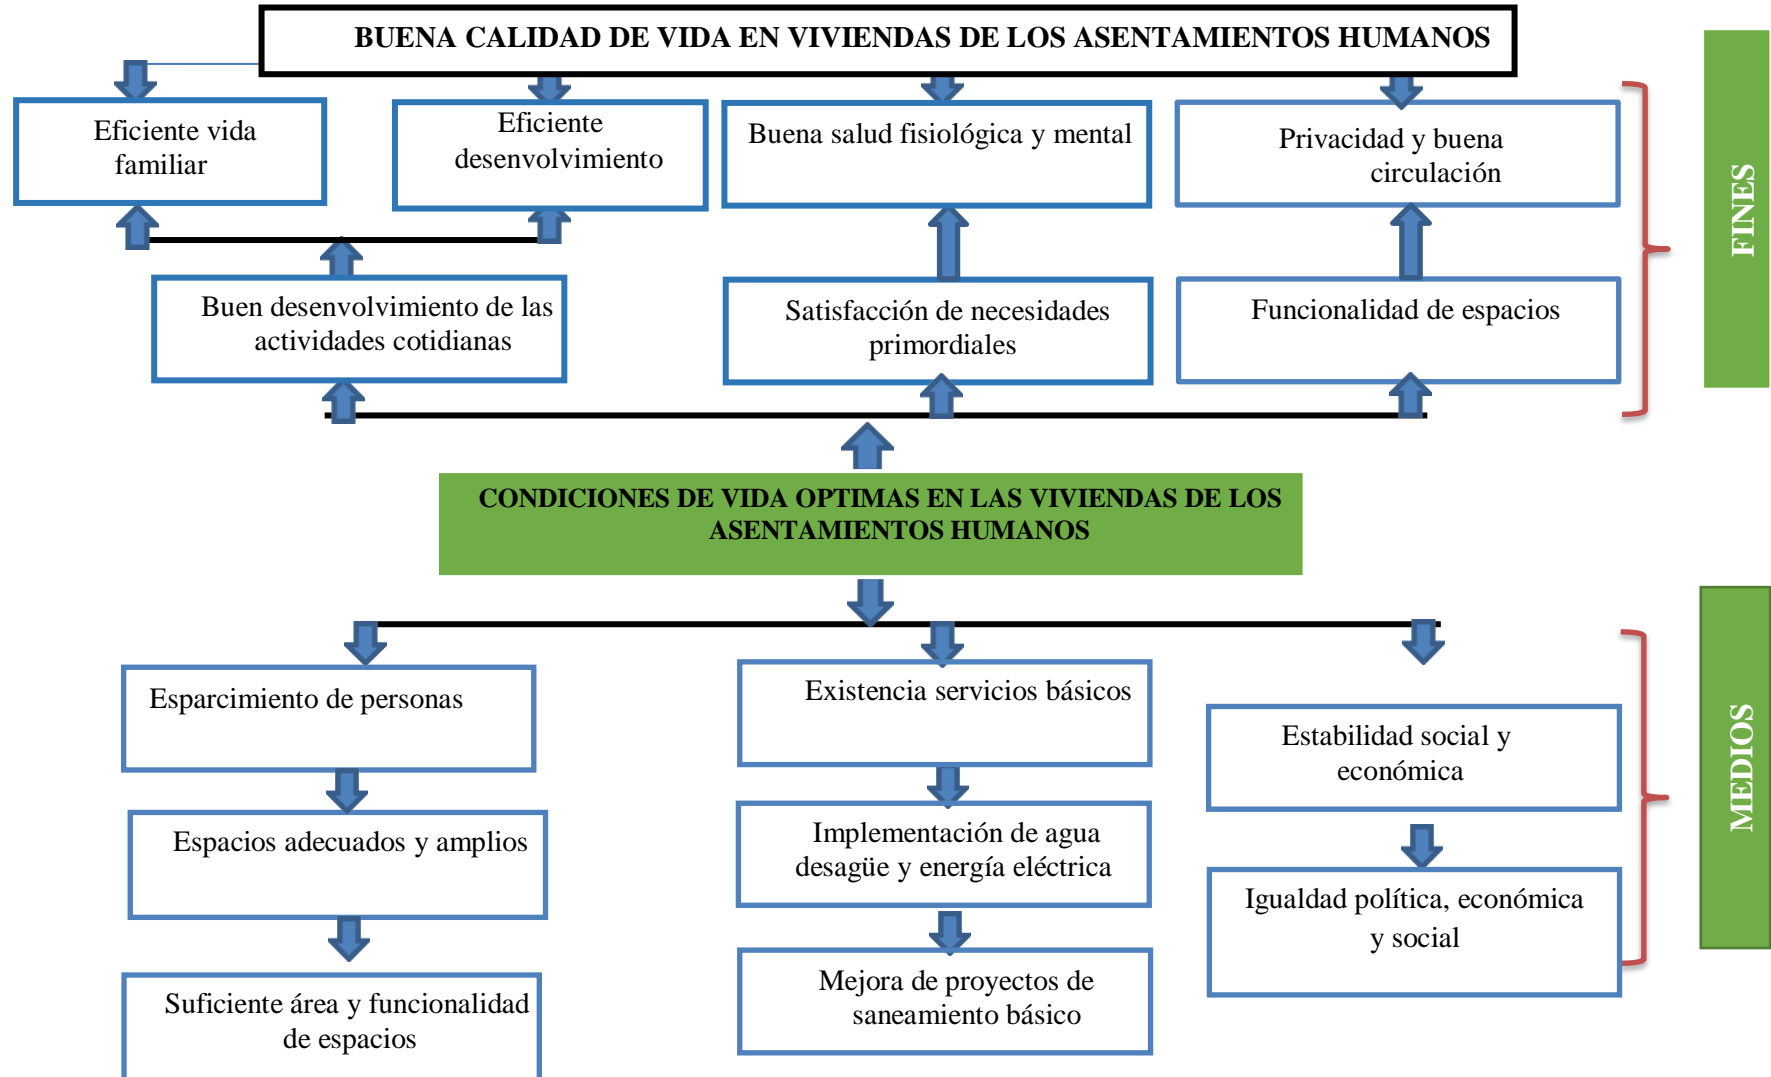 BUENA CALIDAD DE VIDA EN VIVIENDAS DE LOS ASENTAMIENTOS HUMANOS
Eficiente vida
familiar
Eficiente
desenvolvimiento
Buena salud fisiológica y mental
Privacidad y buena
circulación
FINES
Buen desenvolvimiento de las
actividades cotidianas
Satisfacción de necesidades
primordiales
Funcionalidad de espacios
CONDICIONES DE VIDA OPTIMAS EN LAS VIVIENDAS DE LOS
ASENTAMIENTOS HUMANOS
Esparcimiento de personas
Existencia servicios básicos
Estabilidad social y
económica
MEDIOS
Espacios adecuados y amplios
Implementación de agua
desagüe y energía eléctrica
Igualdad política, económica
y social
Suficiente área y funcionalidad
de espacios
Mejora de proyectos de
saneamiento básico